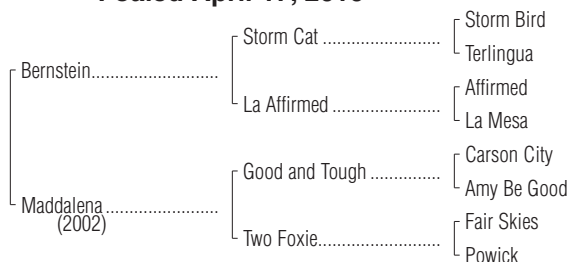 Foaled April
Storm Bird
Storm Cat
Terlingua
Bernstein
Affirmed
La Affirmed
La Mesa
Carson City
Good and Tough
Amy Be Good
Maddalena
(2002)
Fair Skies
Two Foxie
Powick